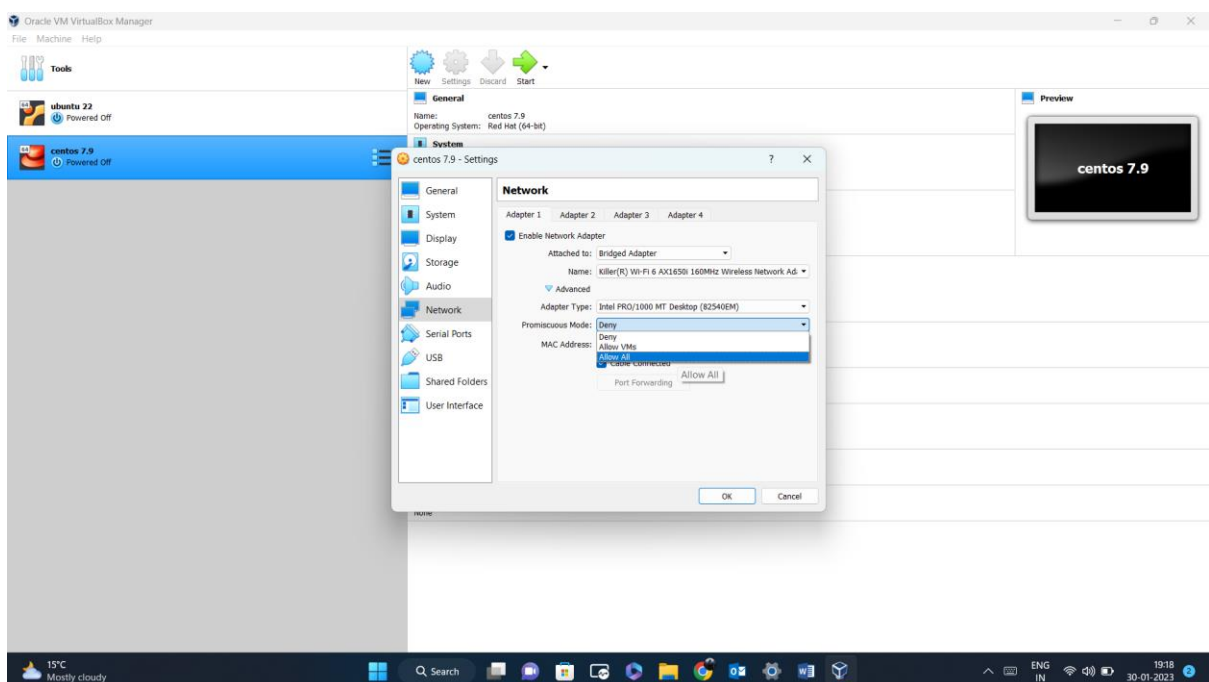 Oracle VM VirtualBox Manager
File Machine Help
Tools
New Settings Discard Start
64 ubuntu 22
Powered Off
64 centos 7.9
Powered Off
General
Name: centos 7.9
Operating System: Red Hat (64-bit)
System
Preview
centos 7.9
centos 7.9 - Settings ? ×
General
System
Display
Storage
Audio
Network
Serial Ports
USB
Shared Folders
User Interface
Network
Adapter 1 Adapter 2 Adapter 3 Adapter 4
Enable Network Adapter
Attached to: Bridged Adapter
Name: Killer(R) Wi-Fi 6 AX1650i 160MHz Wireless Network Ad
Advanced
Adapter Type: Intel PRO/1000 MT Desktop (82540EM)
Promiscuous Mode: Deny
Deny
MAC Address: Allow VMs
Allow All
Cable Connected
Allow All
Port Forwarding
OK Cancel
None
15°C
Mostly cloudy
Search
ENG
IN
19:18
30-01-2023
2